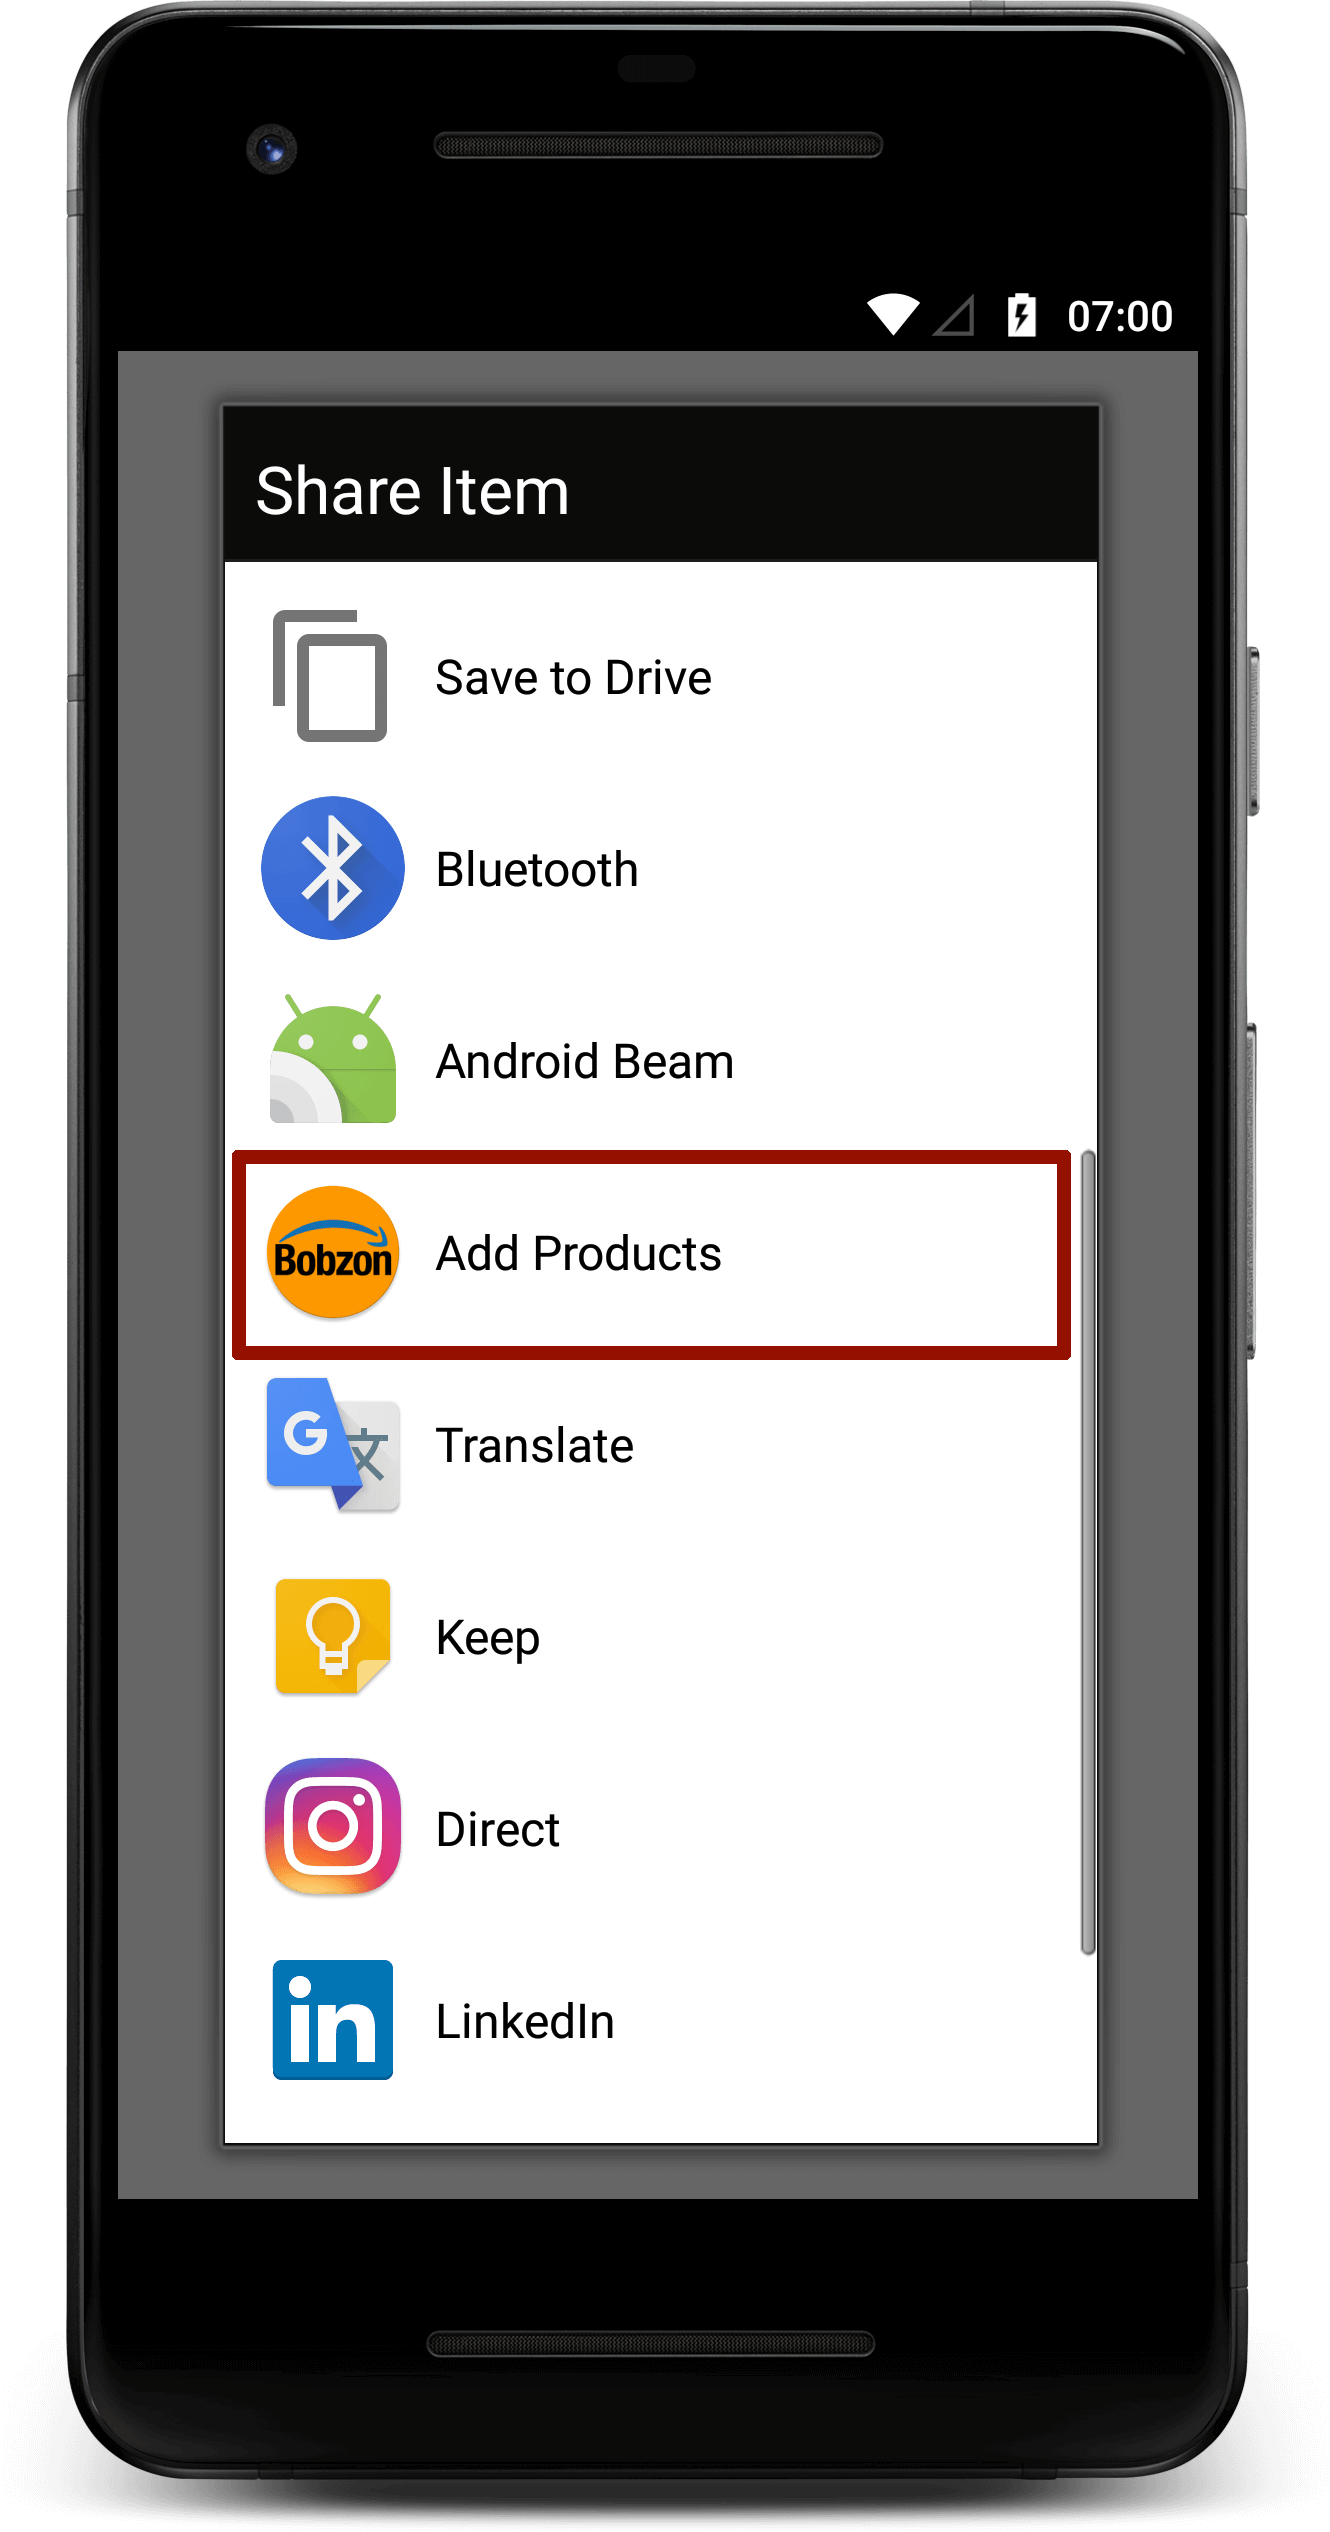 07:00
Share Item
Save to Drive
Bluetooth
Android Beam
Bobzon
Add Products
G 文
Translate
Keep
Direct
in
LinkedIn